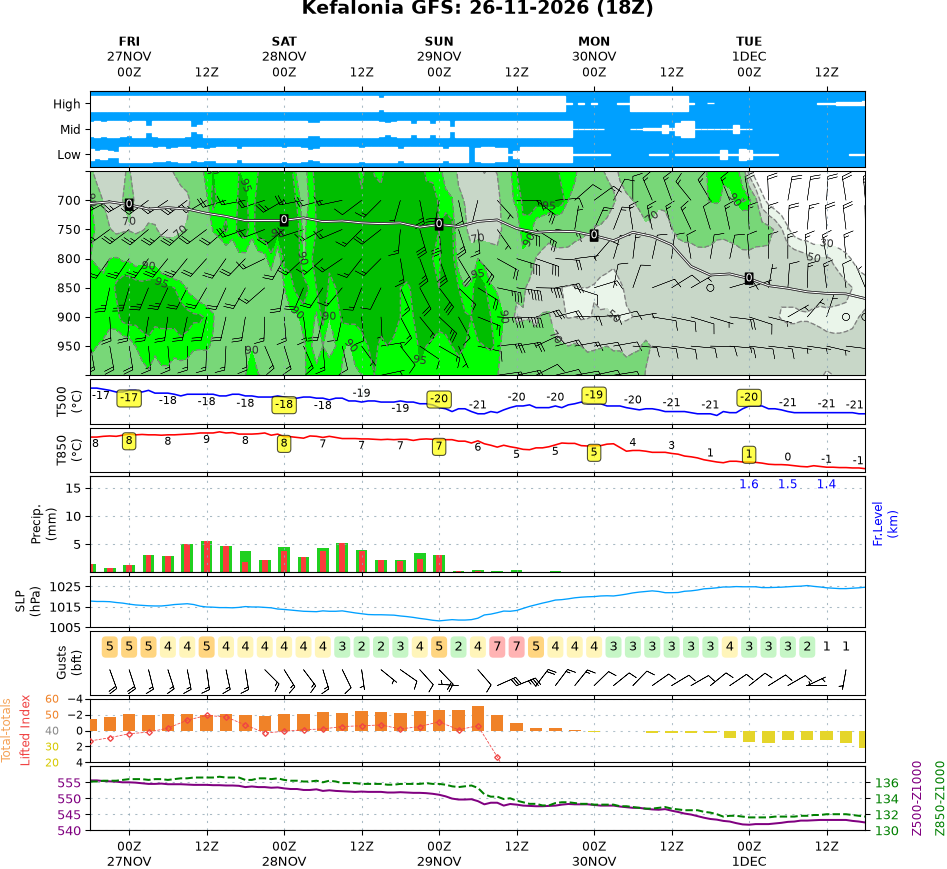 Kefalonia GFS: 26-11-2026 (18Z)
FRI SAT SUN MON TUE
27NOV 28NOV 29NOV 30NOV 1DEC
00Z 12Z 00Z 12Z 00Z 12Z 00Z 12Z 00Z 12Z
High
Mid
Low
700
750
800
850
900
950
0 0 0 0 0
T500 (°C)
-17 -17 -18 -18 -18 -18 -18 -19 -19 -20 -21 -20 -20 -19 -20 -21 -21 -20 -21 -21
T850 (°C)
8 8 8 9 8 8 7 7 7 7 6 5 5 5 4 3 1 1 0 -1 -1
Precip. (mm)
15
10
5
1.6 1.5 1.4
Fr.Level (km)
SLP (hPa)
1025
1015
1005
Gusts (bft)
5 5 5 4 4 5 4 4 4 4 4 4 3 2 2 3 4 5 2 4 7 7 5 4 4 4 3 3 3 3 3 3 4 3 3 3 2 1 1
Total-totals
Lifted Index
60 −4
50 −2
40 0
30 2
20 4
555 136
550 134
545 132
540 130
Z500-Z1000
Z850-Z1000
00Z 12Z 00Z 12Z 00Z 12Z 00Z 12Z 00Z 12Z
27NOV 28NOV 29NOV 30NOV 1DEC